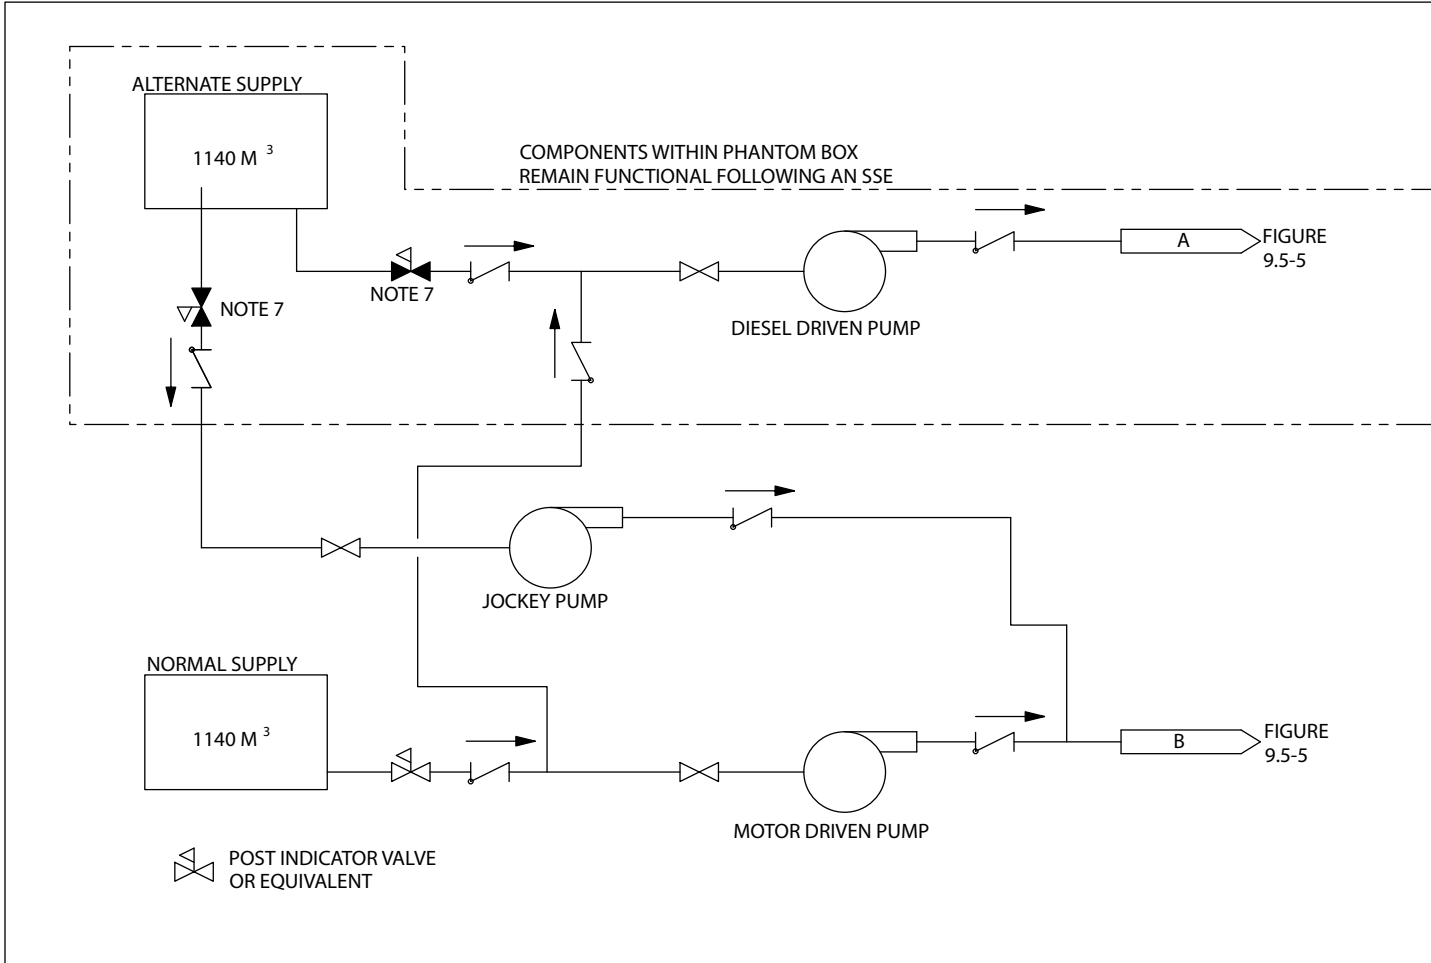 ALTERNATE SUPPLY
1140 M 3
COMPONENTS WITHIN PHANTOM BOX
REMAIN FUNCTIONAL FOLLOWING AN SSE
A
FIGURE
9.5-5
NOTE 7
NOTE 7
DIESEL DRIVEN PUMP
JOCKEY PUMP
NORMAL SUPPLY
1140 M 3
B
FIGURE
9.5-5
MOTOR DRIVEN PUMP
POST INDICATOR VALVE
OR EQUIVALENT